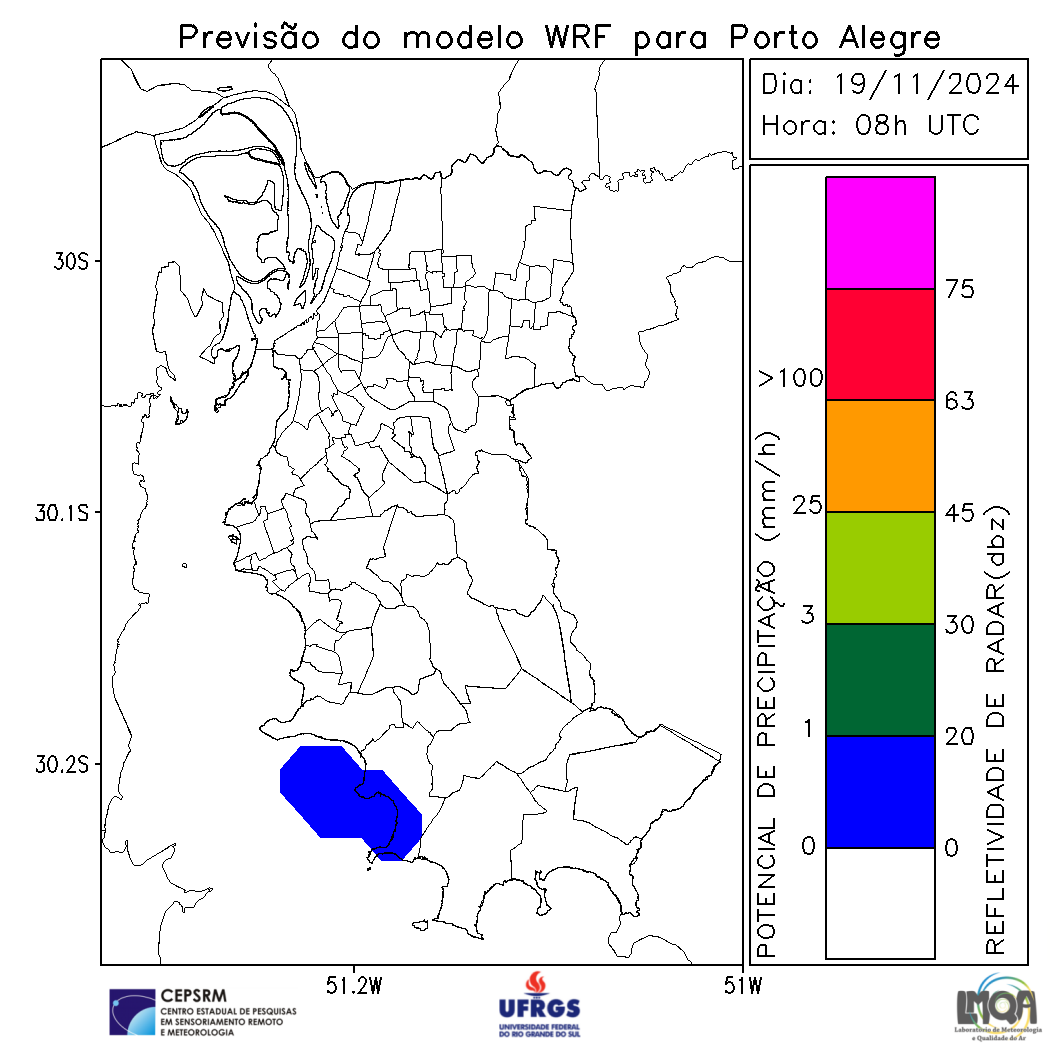 Previsão do modelo WRF para Porto Alegre
Dia: 19/11/2024
Hora: 08h UTC
30S
30.1S
30.2S
51.2W
51W
POTENCIAL DE PRECIPITAÇÃO (mm/h)
>100
25
3
1
0
75
63
45
30
20
0
REFLETIVIDADE DE RADAR(dbz)
CEPSRM
CENTRO ESTADUAL DE PESQUISAS
EM SENSORIAMENTO REMOTO
E METEOROLOGIA
UFRGS
UNIVERSIDADE FEDERAL
DO RIO GRANDE DO SUL
LMQA
Laboratório de Meteorologia
e Qualidade do Ar